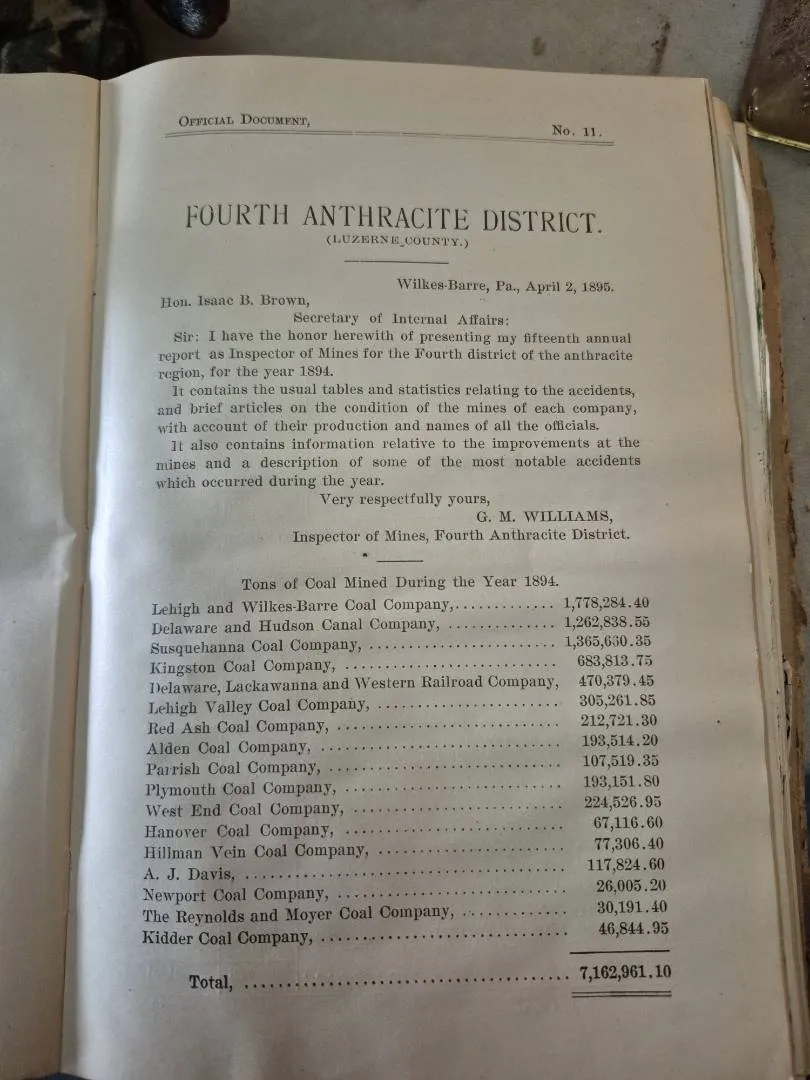 OFFICIAL DOCUMENT, No. 11.
FOURTH ANTHRACITE DISTRICT.
(LUZERNE COUNTY.)
Wilkes-Barre, Pa., April 2, 1895.
Hon. Isaac B. Brown,
Secretary of Internal Affairs:
Sir: I have the honor herewith of presenting my fifteenth annual
report as Inspector of Mines for the Fourth district of the anthracite
region, for the year 1894.
It contains the usual tables and statistics relating to the accidents,
and brief articles on the condition of the mines of each company,
with account of their production and names of all the officials.
It also contains information relative to the improvements at the
mines and a description of some of the most notable accidents
which occurred during the year.
Very respectfully yours,
G. M. WILLIAMS,
Inspector of Mines, Fourth Anthracite District.
Tons of Coal Mined During the Year 1894.
Lehigh and Wilkes-Barre Coal Company,............. 1,778,284.40
Delaware and Hudson Canal Company, .............. 1,262,838.55
Susquehanna Coal Company, ........................ 1,365,660.35
Kingston Coal Company, ........................... 683,813.75
Delaware, Lackawanna and Western Railroad Company, 470,379.45
Lehigh Valley Coal Company, ....................... 305,261.85
Red Ash Coal Company, ............................ 212,721.30
Alden Coal Company, .............................. 193,514.20
Parrish Coal Company, ............................. 107,519.35
Plymouth Coal Company, ........................... 193,151.80
West End Coal Company, .......................... 224,526.95
Hanover Coal Company, ........................... 67,116.60
Hillman Vein Coal Company, ....................... 77,306.40
A. J. Davis, ....................................... 117,824.60
Newport Coal Company, ............................ 26,005.20
The Reynolds and Moyer Coal Company, ............. 30,191.40
Kidder Coal Company, .............................. 46,844.95
Total, ....................................... 7,162,961.10